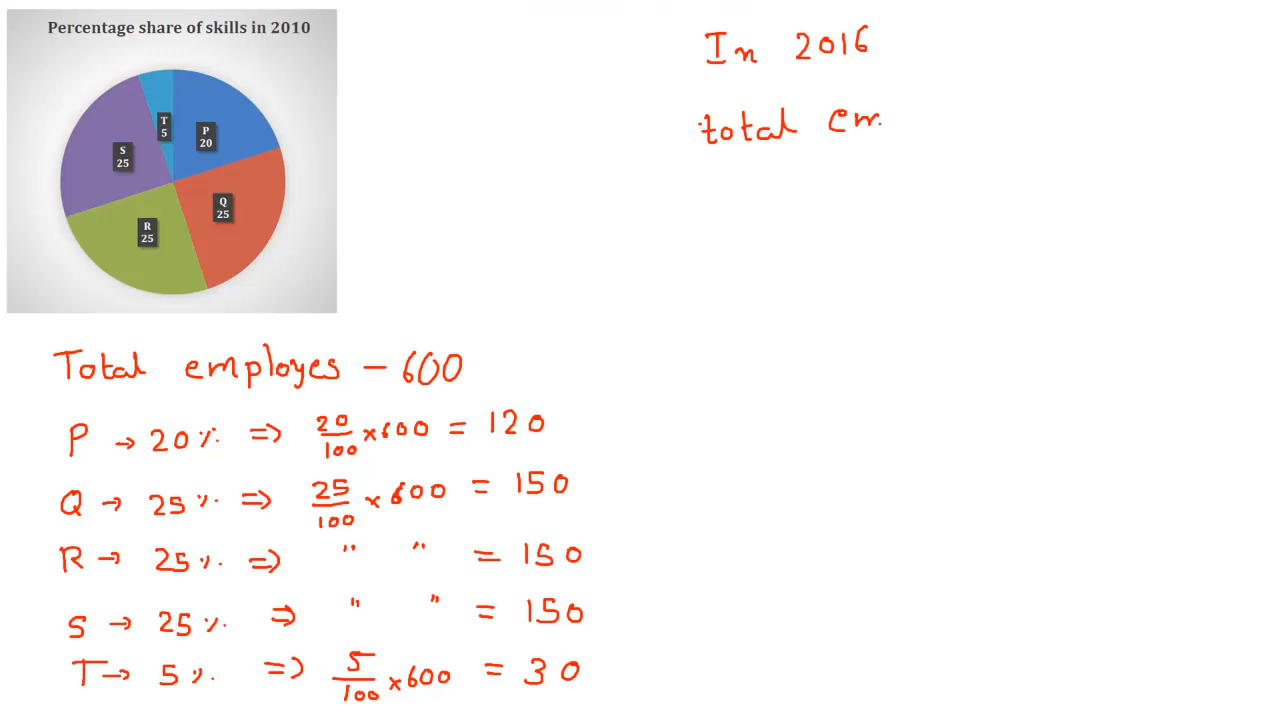 Percentage share of skills in 2010
T
5
P
20
S
25
Q
25
R
25
Total employes - 600
P → 20% ⇒ 20/100 × 600 = 120
Q → 25% ⇒ 25/100 × 600 = 150
R → 25% ⇒ " " = 150
S → 25% ⇒ " " = 150
T → 5% ⇒ 5/100 × 600 = 30
In 2016
total em